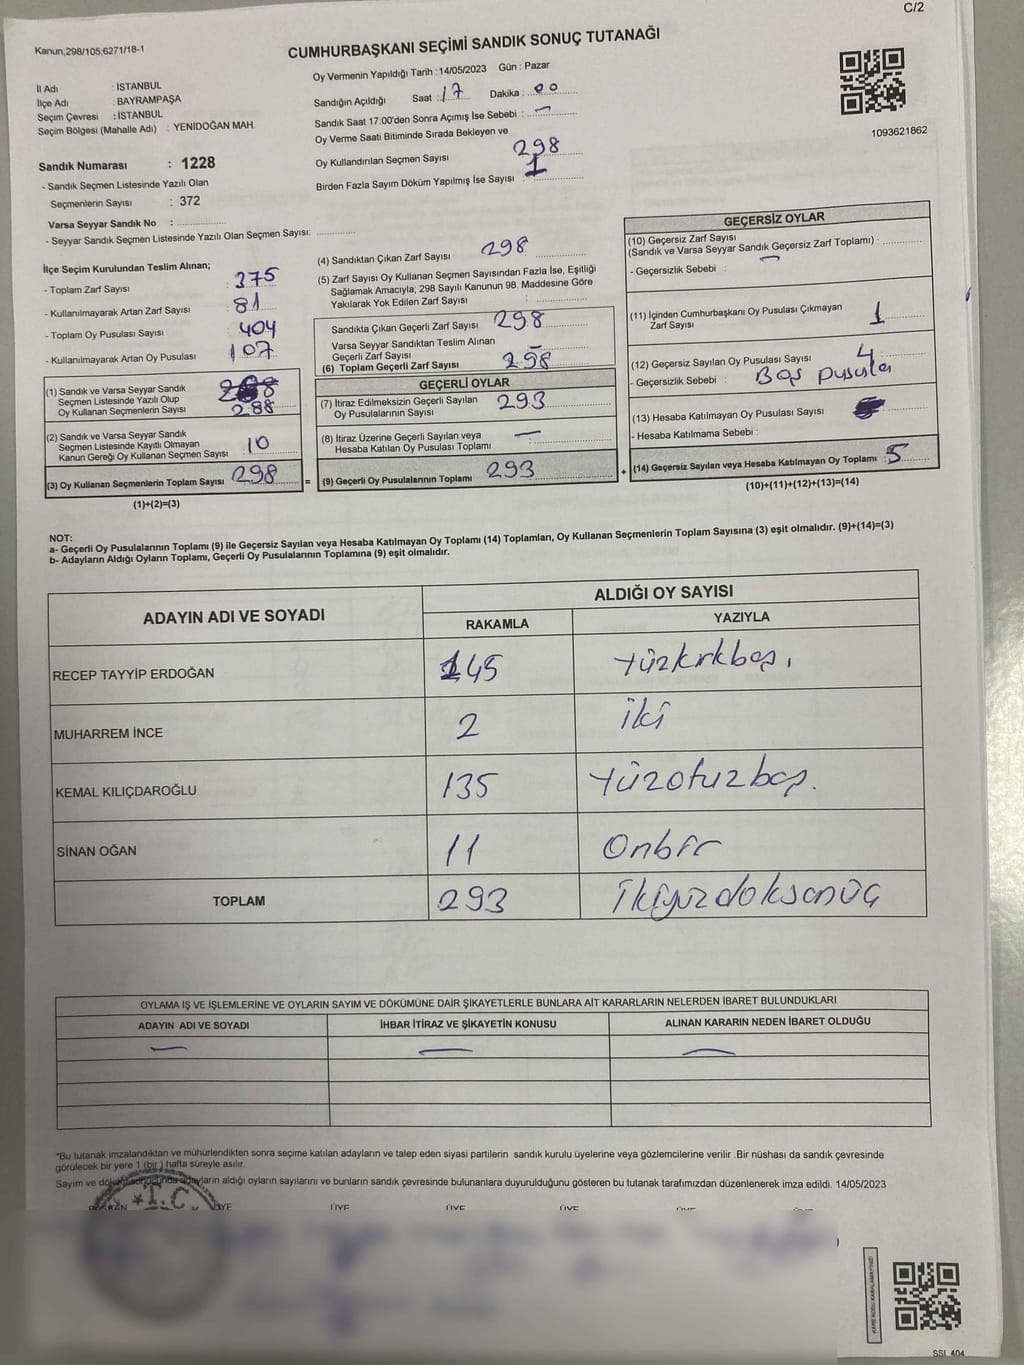 C/2
Kanun,298/105;6271/18-1
CUMHURBAŞKANI SEÇİMİ SANDIK SONUÇ TUTANAĞI
İl Adı : İSTANBUL
İlçe Adı : BAYRAMPAŞA
Seçim Çevresi : İSTANBUL
Seçim Bölgesi (Mahalle Adı) : YENİDOĞAN MAH.
Sandık Numarası : 1228
- Sandık Seçmen Listesinde Yazılı Olan
Seçmenlerin Sayısı : 372
Varsa Seyyar Sandık No :
- Seyyar Sandık Seçmen Listesinde Yazılı Olan Seçmen Sayısı:
Oy Vermenin Yapıldığı Tarih : 14/05/2023 Gün : Pazar
Sandığın Açıldığı Saat : 17 Dakika : 00
Sandık Saat 17:00'den Sonra Açımış İse Sebebi : —
Oy Verme Saati Bitiminde Sırada Bekleyen ve
Oy Kullandırılan Seçmen Sayısı 298
Birden Fazla Sayım Döküm Yapılmış İse Sayısı : 1
1093621862
İlçe Seçim Kurulundan Teslim Alınan;
- Toplam Zarf Sayısı 375
- Kullanılmayarak Artan Zarf Sayısı 81
- Toplam Oy Pusulası Sayısı 404
- Kullanılmayarak Artan Oy Pusulası 107
(1) Sandık ve Varsa Seyyar Sandık
Seçmen Listesinde Yazılı Olup
Oy Kullanan Seçmenlerin Sayısı 288
(2) Sandık ve Varsa Seyyar Sandık
Seçmen Listesinde Kayıtlı Olmayan
Kanun Gereği Oy Kullanan Seçmen Sayısı 10
(3) Oy Kullanan Seçmenlerin Toplam Sayısı 298
(1)+(2)=(3)
(4) Sandıktan Çıkan Zarf Sayısı 298
(5) Zarf Sayısı Oy Kullanan Seçmen Sayısından Fazla İse, Eşitliği
Sağlamak Amacıyla; 298 Sayılı Kanunun 98. Maddesine Göre
Yakılarak Yok Edilen Zarf Sayısı :
Sandıkta Çıkan Geçerli Zarf Sayısı 298
Varsa Seyyar Sandıktan Teslim Alınan
Geçerli Zarf Sayısı —
(6) Toplam Geçerli Zarf Sayısı 298
GEÇERLİ OYLAR
(7) İtiraz Edilmeksizin Geçerli Sayılan
Oy Pusulalarının Sayısı 293
(8) İtiraz Üzerine Geçerli Sayılan veya
Hesaba Katılan Oy Pusulası Toplamı : —
= (9) Geçerli Oy Pusulalarının Toplamı 293
GEÇERSİZ OYLAR
(10) Geçersiz Zarf Sayısı
(Sandık ve Varsa Seyyar Sandık Geçersiz Zarf Toplamı) :
- Geçersizlik Sebebi : —
(11) İçinden Cumhurbaşkanı Oy Pusulası Çıkmayan
Zarf Sayısı 1
(12) Geçersiz Sayılan Oy Pusulası Sayısı 4
- Geçersizlik Sebebi : Boş pusula
(13) Hesaba Katılmayan Oy Pusulası Sayısı
- Hesaba Katılmama Sebebi :
+ (14) Geçersiz Sayılan veya Hesaba Katılmayan Oy Toplamı : 5
(10)+(11)+(12)+(13)=(14)
NOT:
a- Geçerli Oy Pusulalarının Toplamı (9) ile Geçersiz Sayılan veya Hesaba Katılmayan Oy Toplamı (14) Toplamları, Oy Kullanan Seçmenlerin Toplam Sayısına (3) eşit olmalıdır. (9)+(14)=(3)
b- Adayların Aldığı Oyların Toplamı, Geçerli Oy Pusulalarının Toplamına (9) eşit olmalıdır.
ADAYIN ADI VE SOYADI ALDIĞI OY SAYISI
RAKAMLA YAZIYLA
RECEP TAYYİP ERDOĞAN 145 yüzkırkbeş.
MUHARREM İNCE 2 iki
KEMAL KILIÇDAROĞLU 135 yüzotuzbeş.
SİNAN OĞAN 11 Onbir
TOPLAM 293 ikiyüzdoksanüç
OYLAMA İŞ VE İŞLEMLERİNE VE OYLARIN SAYIM VE DÖKÜMÜNE DAİR ŞİKAYETLERLE BUNLARA AİT KARARLARIN NELERDEN İBARET BULUNDUKLARI
ADAYIN ADI VE SOYADI İHBAR İTİRAZ VE ŞİKAYETİN KONUSU ALINAN KARARIN NEDEN İBARET OLDUĞU
— — —
*Bu tutanak imzalandıktan ve mühürlendikten sonra seçime katılan adayların ve talep eden siyasi partilerin sandık kurulu üyelerine veya gözlemcilerine verilir .Bir nüshası da sandık çevresinde
görülecek bir yere 1 (bir ) hafta süreyle asılır.
Sayım ve döküm sonucunda adayların aldığı oyların sayılarını ve bunların sandık çevresinde bulunanlara duyurulduğunu gösteren bu tutanak tarafımızdan düzenlenerek imza edildi. 14/05/2023
T.C
ÜYE ÜYE ÜYE ÜYE
KARE KODU KARALAMAYINIZ!
SSI 404